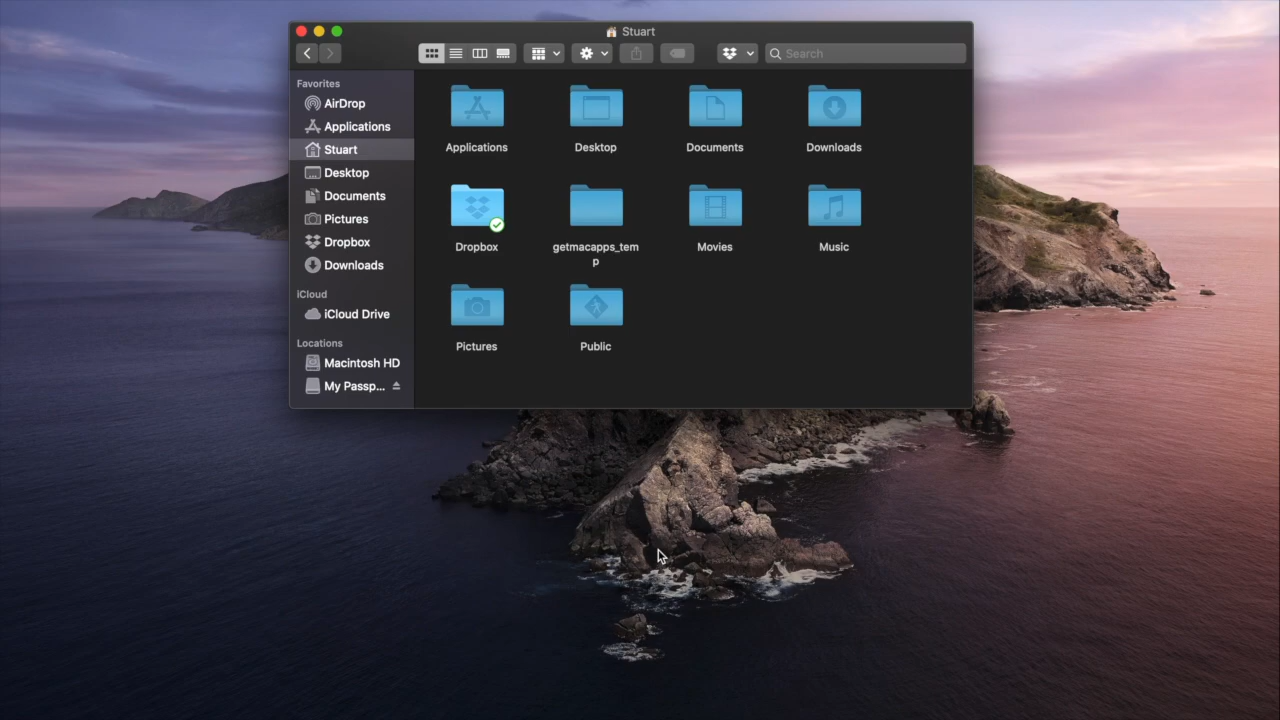 Stuart
Search
Favorites
AirDrop
Applications
Stuart
Desktop
Documents
Pictures
Dropbox
Downloads
iCloud
iCloud Drive
Locations
Macintosh HD
My Passp...
Applications
Desktop
Documents
Downloads
Dropbox
getmacapps_tem
p
Movies
Music
Pictures
Public